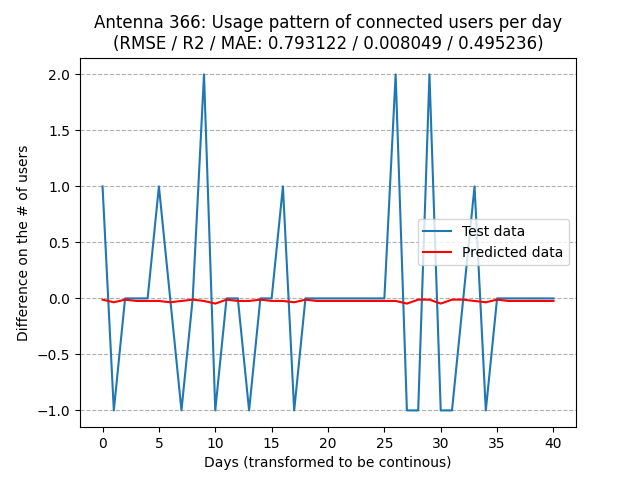 Antenna 366: Usage pattern of connected users per day
(RMSE / R2 / MAE: 0.793122 / 0.008049 / 0.495236)
Difference on the # of users
2.0
1.5
1.0
0.5
0.0
−0.5
−1.0
Test data
Predicted data
0 5 10 15 20 25 30 35 40
Days (transformed to be continous)